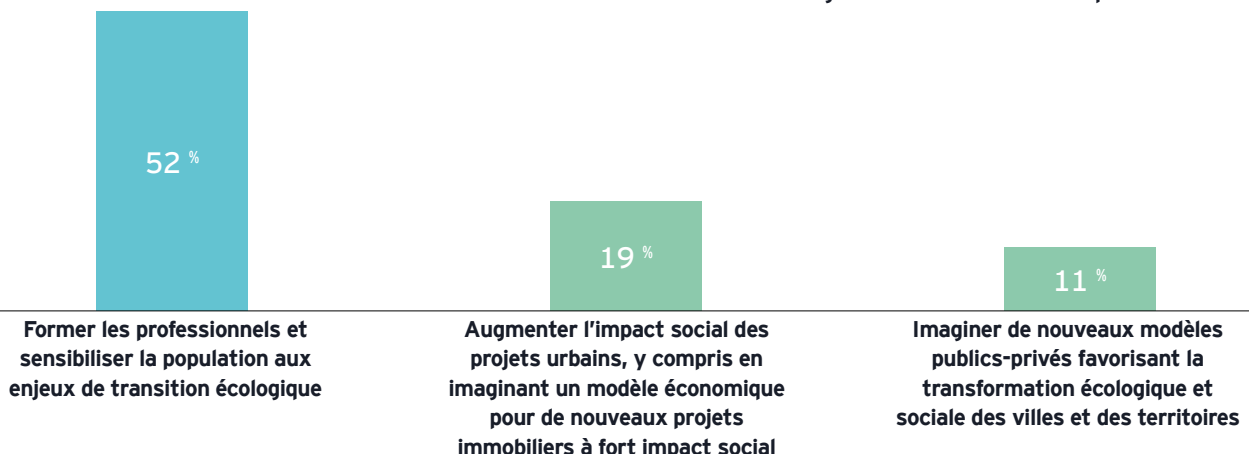 52 %
19 %
11 %
Former les professionnels et
sensibiliser la population aux
enjeux de transition écologique
Augmenter l'impact social des
projets urbains, y compris en
imaginant un modèle économique
pour de nouveaux projets
immobiliers à fort impact social
Imaginer de nouveaux modèles
publics-privés favorisant la
transformation écologique et
sociale des villes et des territoires